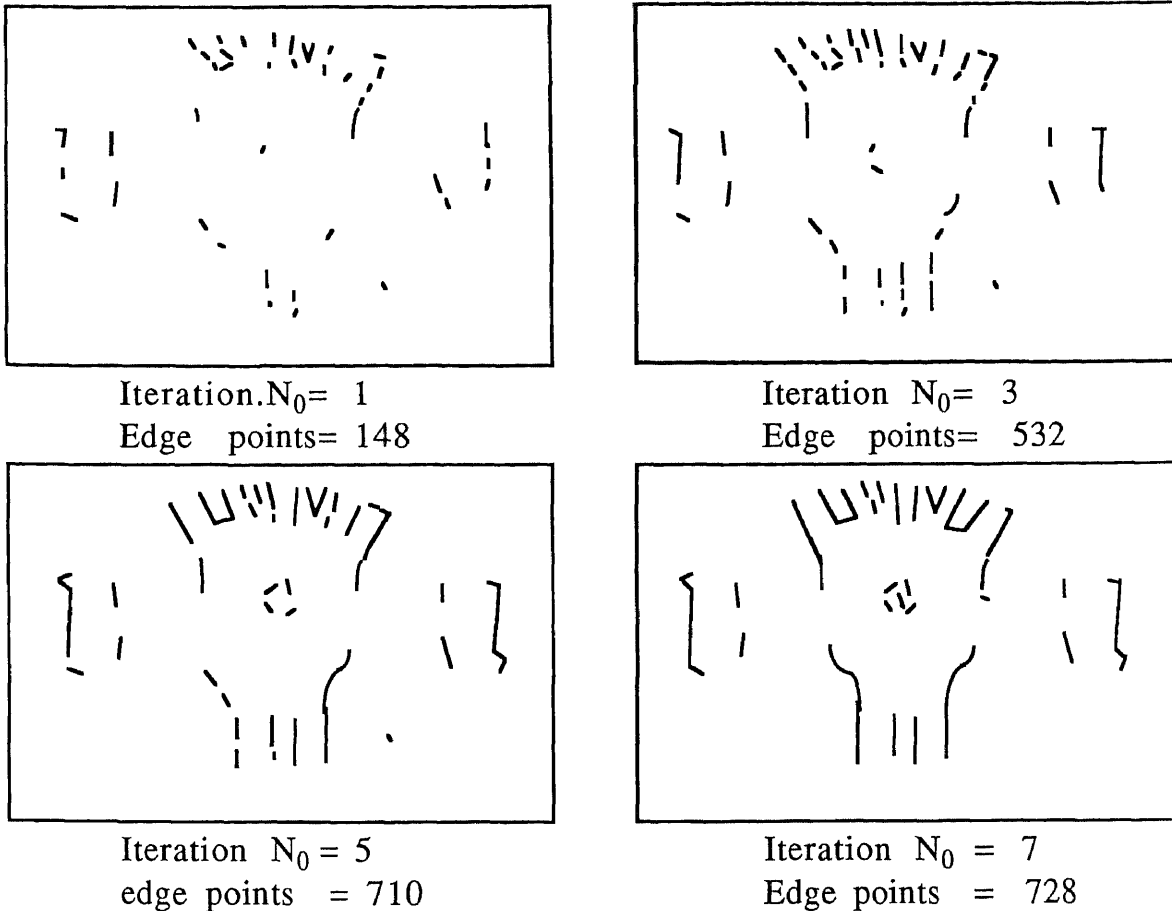 Iteration.N₀= 1
Edge points= 148
Iteration N₀= 3
Edge points= 532
Iteration N₀ = 5
edge points = 710
Iteration N₀ = 7
Edge points = 728